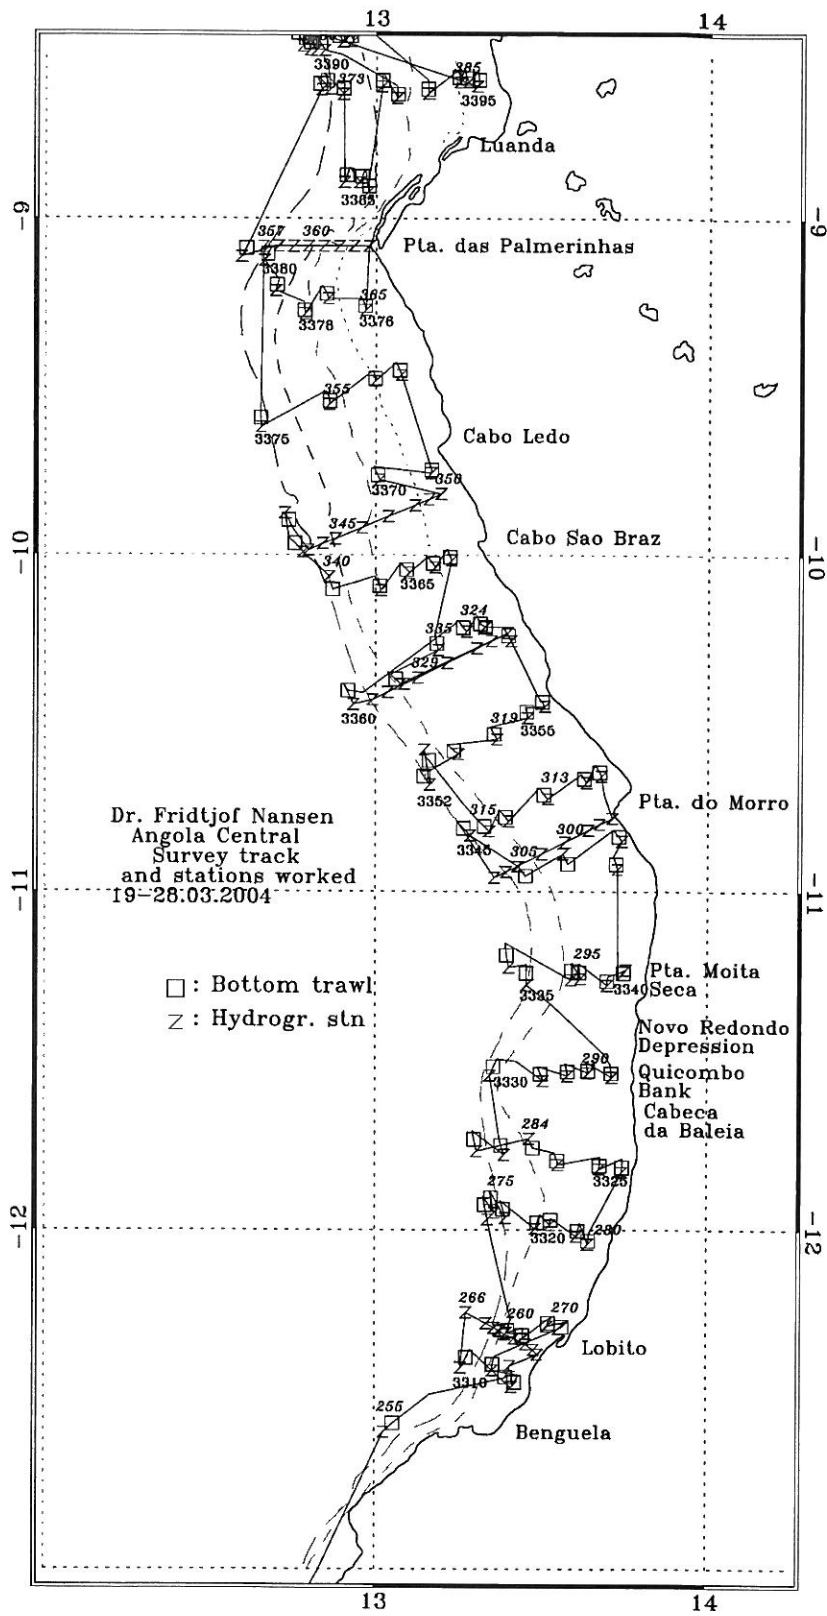 13 14
3390
373
385
3395
Luanda
3385
-9
-9
357 360
Pta. das Palmerinhas
3380
365
3378 3376
355
3375
Cabo Ledo
3370 350
345
Cabo Sao Braz
-10
-10
340
3365
324
335
329
3360
319
3355
3352
313
Pta. do Morro
315
300
305
Dr. Fridtjof Nansen
Angola Central
Survey track
and stations worked
19-28.03.2004
-11
-11
295
3340
Pta. Moita
Seca
3335
□: Bottom trawl
Z: Hydrogr. stn
Novo Redondo
Depression
290
3330
Quicombo
Bank
Cabeca
da Baleia
284
3325
275
-12
-12
3320 280
266 260 270
Lobito
3310
255
Benguela
13 14